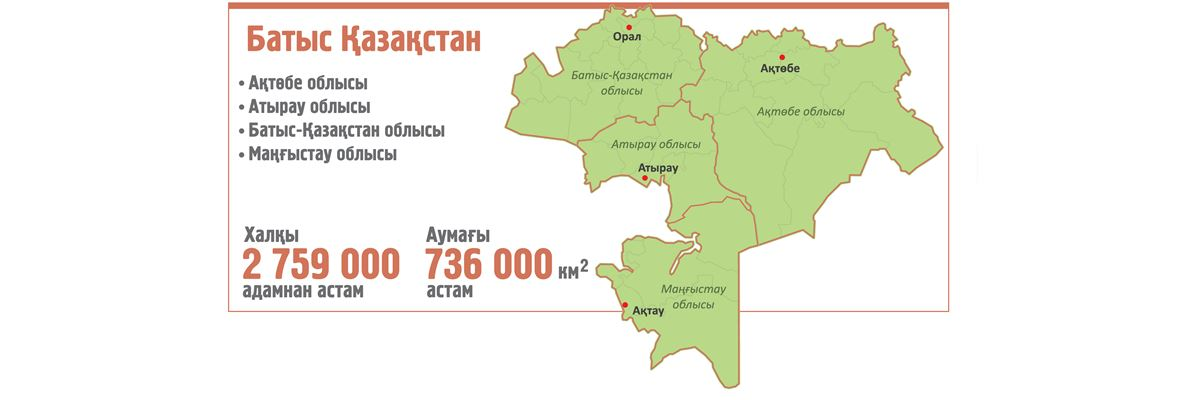 Батыс Қазақстан
• Ақтөбе облысы
• Атырау облысы
• Батыс-Қазақстан облысы
• Маңғыстау облысы
Халқы
2 759 000
адамнан астам
Аумағы
736 000 км²
астам
Орал
Батыс-Қазақстан
облысы
Ақтөбе
Ақтөбе облысы
Атырау облысы
Атырау
Маңғыстау
облысы
Ақтау